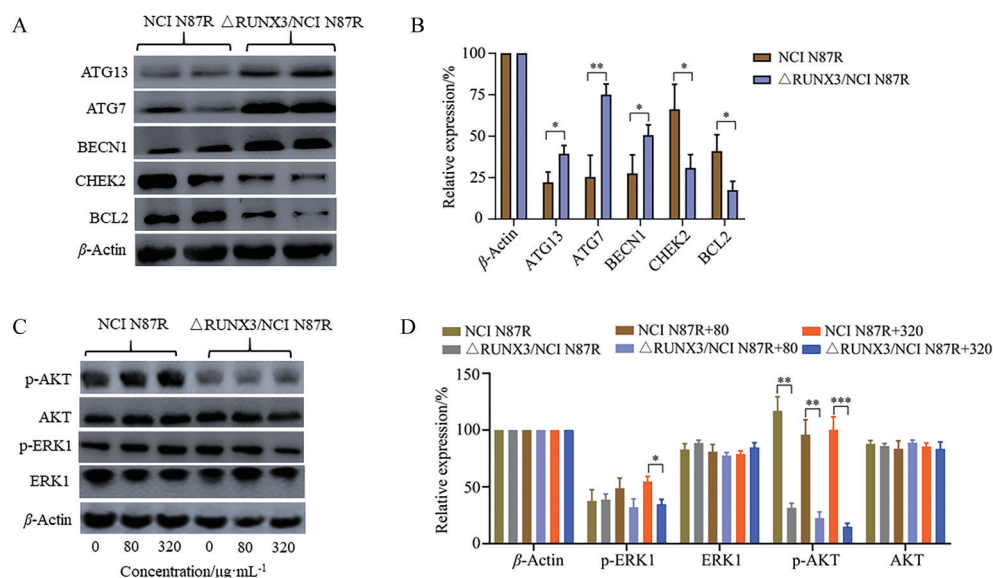 A
NCI N87R △RUNX3/NCI N87R
ATG13
ATG7
BECN1
CHEK2
BCL2
β-Actin
B
NCI N87R
△RUNX3/NCI N87R
Relative expression/%
100
75
50
25
0
** * * * *
β-Actin ATG13 ATG7 BECN1 CHEK2 BCL2
C
NCI N87R △RUNX3/NCI N87R
p-AKT
AKT
p-ERK1
ERK1
β-Actin
0 80 320 0 80 320
Concentration/μg·mL⁻¹
D
NCI N87R NCI N87R+80 NCI N87R+320
△RUNX3/NCI N87R △RUNX3/NCI N87R+80 △RUNX3/NCI N87R+320
Relative expression/%
150
100
50
0
* ** ** ***
β-Actin p-ERK1 ERK1 p-AKT AKT